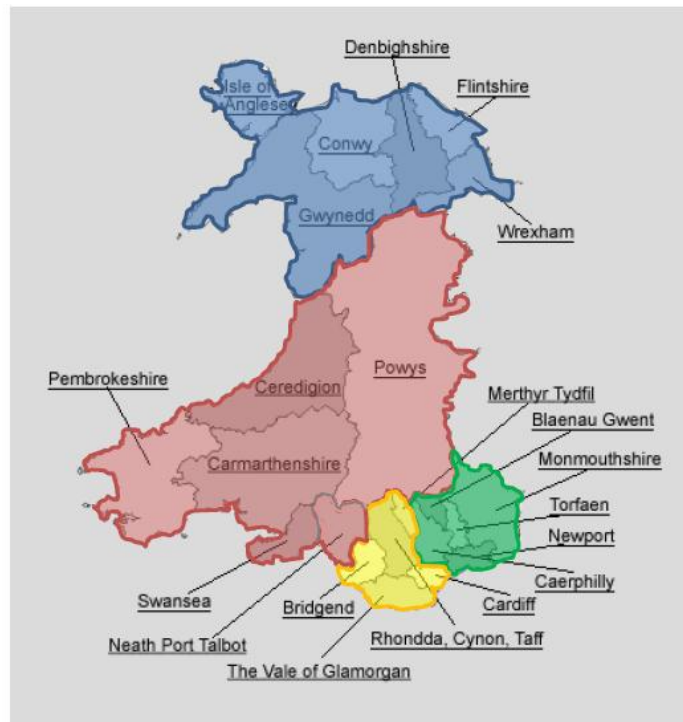 Denbighshire
Isle of
Anglese
Flintshire
Conwy
Gwynedd
Wrexham
Pembrokeshire
Ceredigion
Powys
Merthyr Tydfil
Blaenau Gwent
Carmarthenshire
Monmouthshire
Torfaen
Newport
Caerphilly
Swansea
Bridgend
Cardiff
Neath Port Talbot
Rhondda, Cynon, Taff
The Vale of Glamorgan